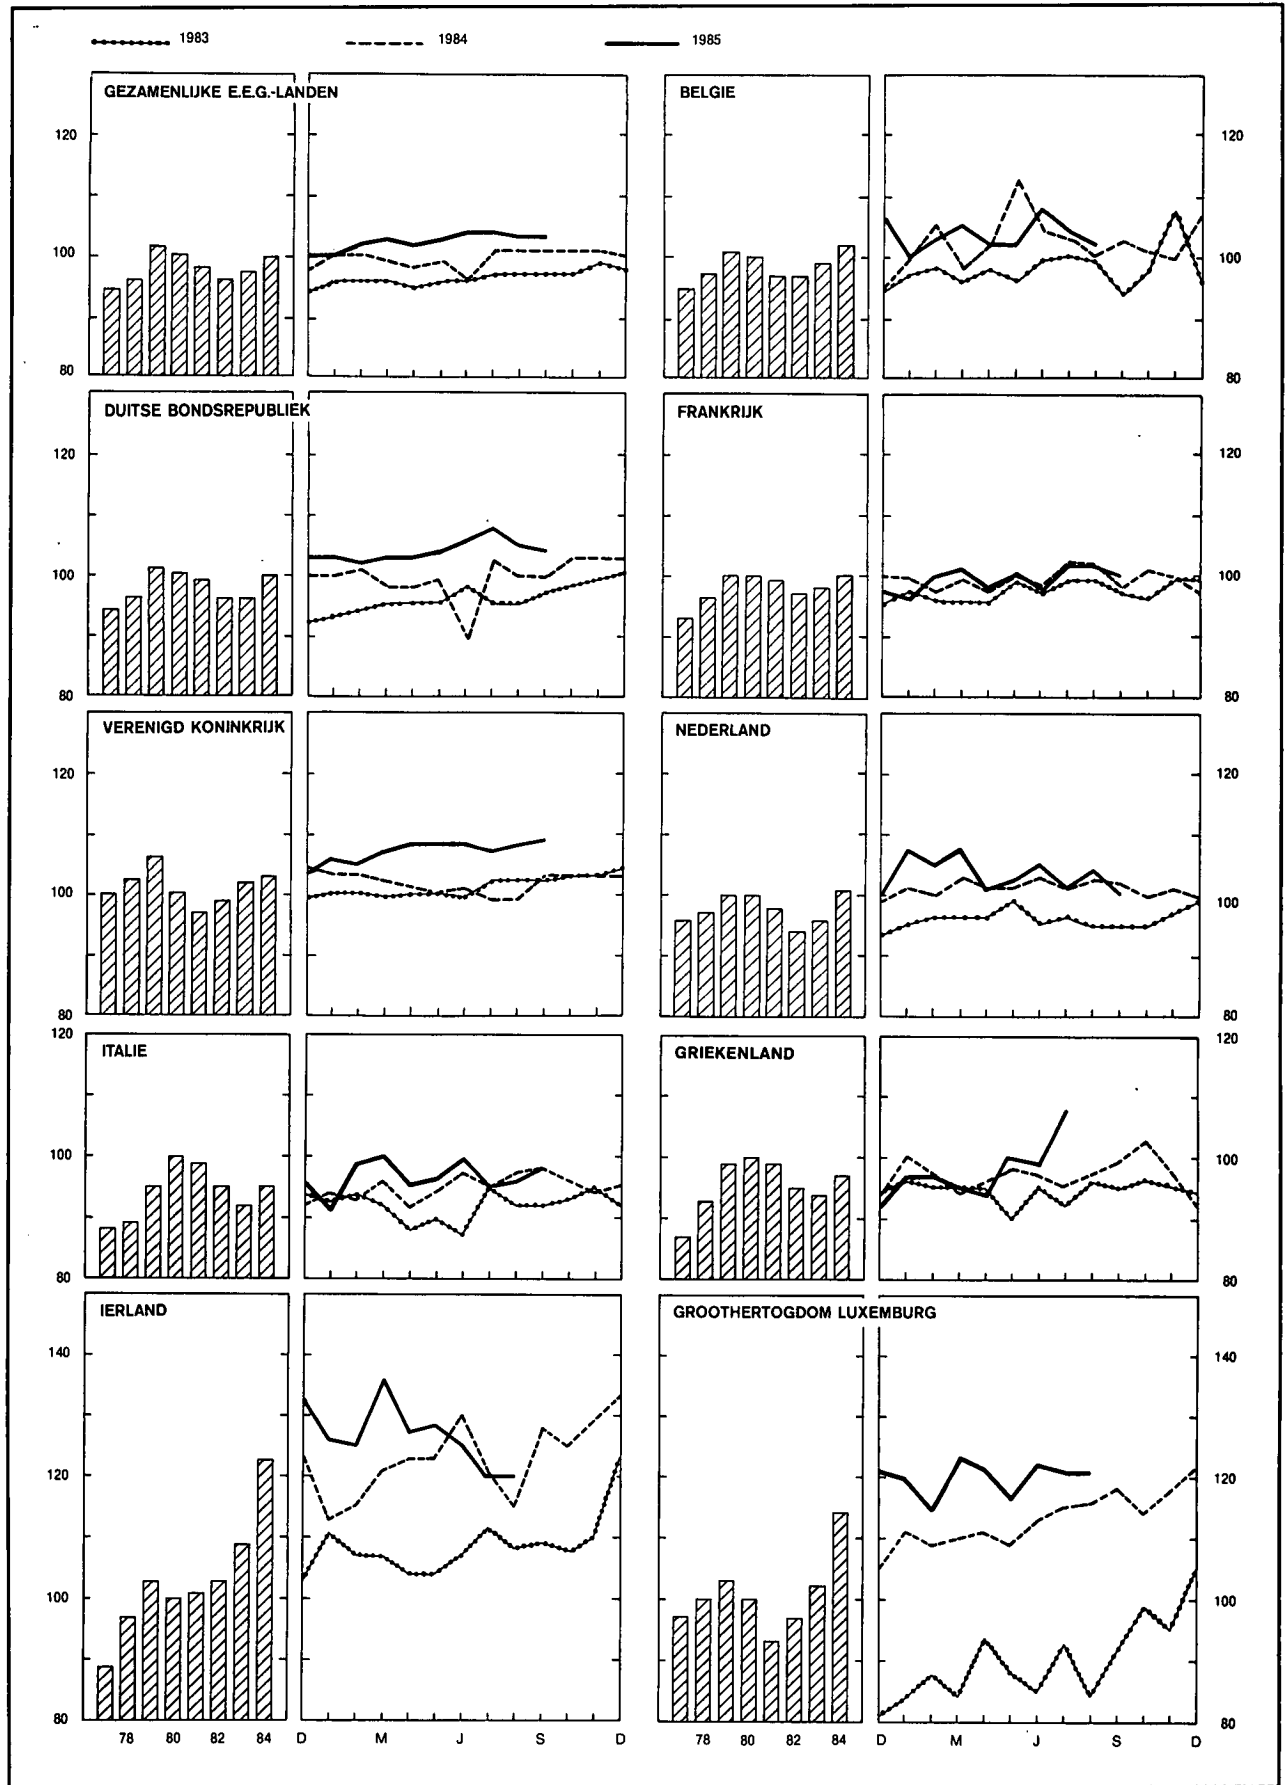 1983 1984 1985
GEZAMENLIJKE E.E.G.-LANDEN BELGIE
120 120
100 100
80 80
DUITSE BONDSREPUBLIEK FRANKRIJK
120 120
100 100
80 80
VERENIGD KONINKRIJK NEDERLAND
120 120
100 100
80 80
120 120
ITALIE GRIEKENLAND
100 100
80 80
IERLAND GROOTHERTOGDOM LUXEMBURG
140 140
120 120
100 100
80 80
78 80 82 84 D M J S D 78 80 82 84 D M J S D